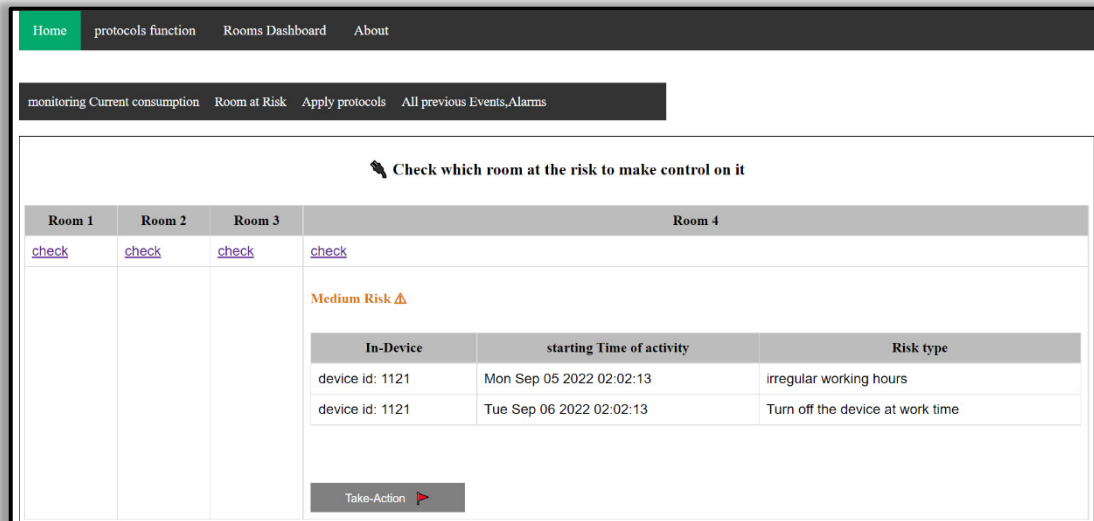 Home protocols function Rooms Dashboard About
monitoring Current consumption Room at Risk Apply protocols All previous Events,Alarms
Check which room at the risk to make control on it
Room 1 Room 2 Room 3 Room 4
check check check check
Medium Risk
In-Device starting Time of activity Risk type
device id: 1121 Mon Sep 05 2022 02:02:13 irregular working hours
device id: 1121 Tue Sep 06 2022 02:02:13 Turn off the device at work time
Take-Action